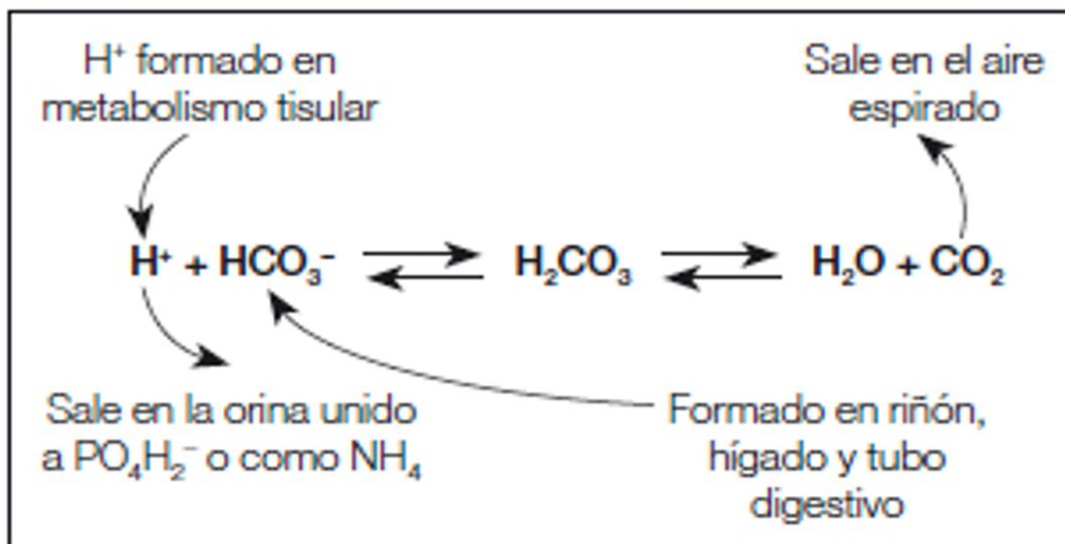 H⁺ formado en
metabolismo tisular
Sale en el aire
espirado
H⁺ + HCO₃⁻ ⇌ H₂CO₃ ⇌ H₂O + CO₂
Sale en la orina unido
a PO₄H₂⁻ o como NH₄
Formado en riñón,
hígado y tubo
digestivo